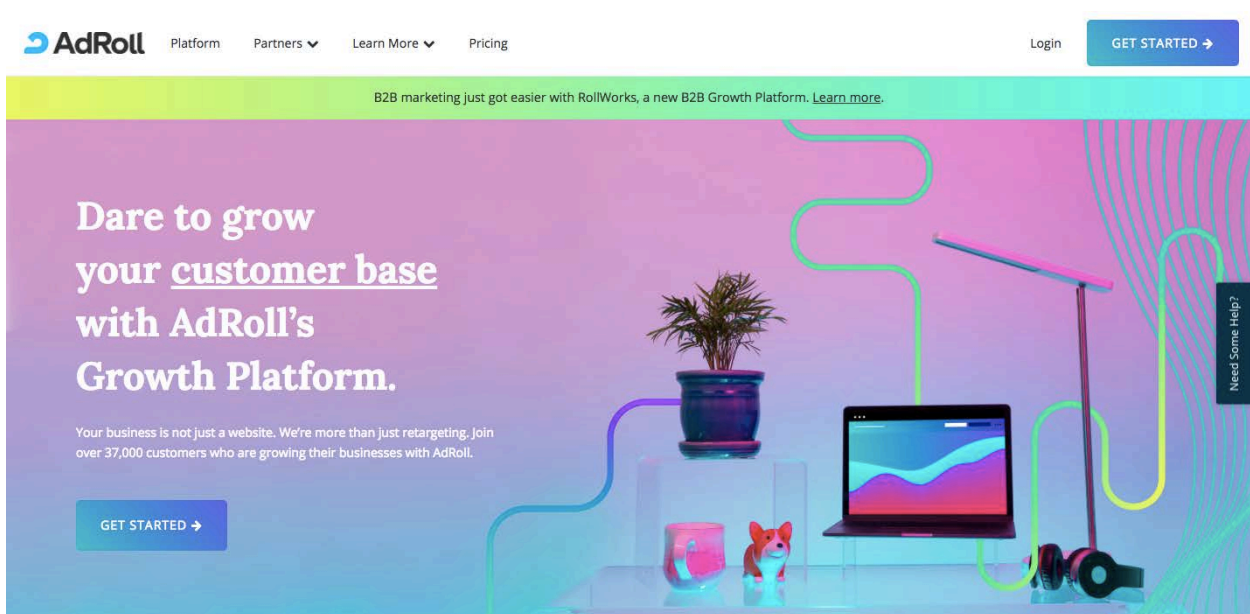 AdRoll
Platform
Partners
Learn More
Pricing
Login
GET STARTED →
B2B marketing just got easier with RollWorks, a new B2B Growth Platform. Learn more.
Dare to grow
your customer base
with AdRoll’s
Growth Platform.
Your business is not just a website. We’re more than just retargeting. Join
over 37,000 customers who are growing their businesses with AdRoll.
GET STARTED →
Need Some Help?